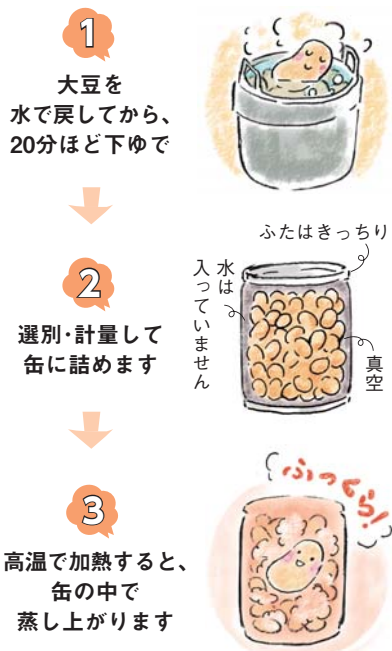 1
大豆を
水で戻してから、
20分ほど下ゆで
2
選別・計量して
缶に詰めます
ふたはきっちり
水は
入っていません
真空
3
高温で加熱すると、
缶の中で
蒸し上がります
ふっくら!